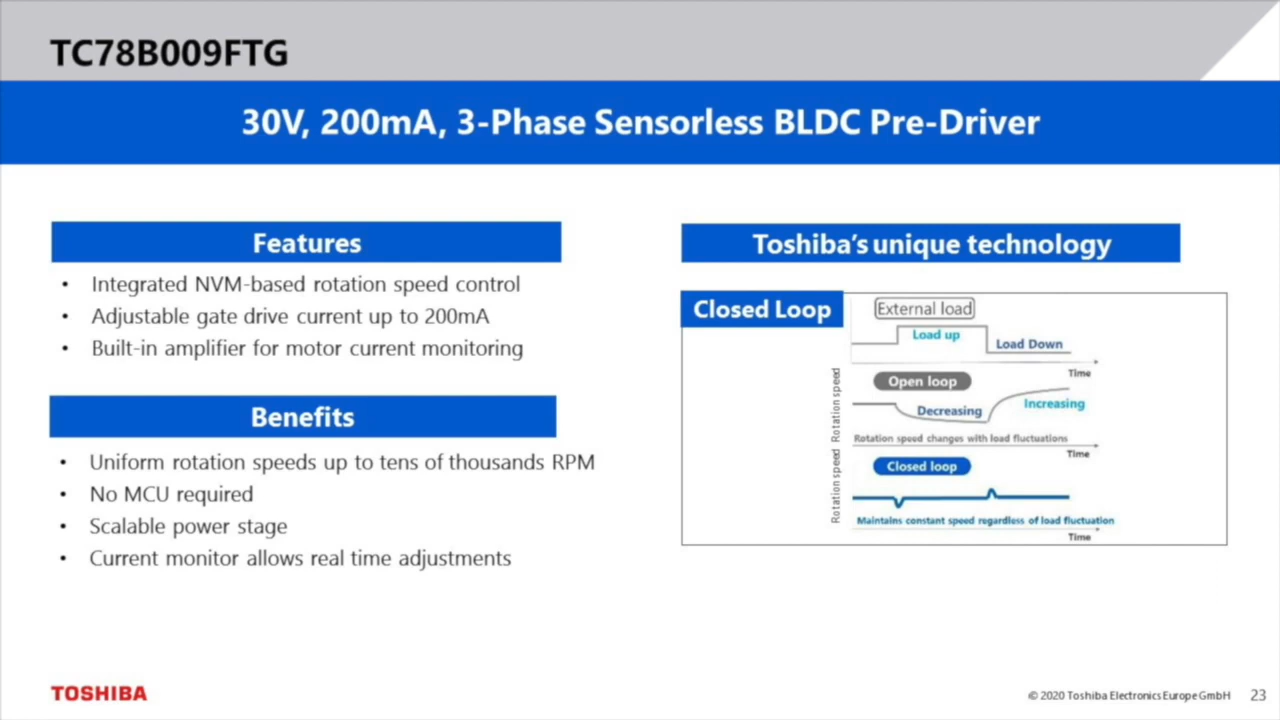 TC78B009FTG
30V, 200mA, 3-Phase Sensorless BLDC Pre-Driver
Features
• Integrated NVM-based rotation speed control
• Adjustable gate drive current up to 200mA
• Built-in amplifier for motor current monitoring
Benefits
• Uniform rotation speeds up to tens of thousands RPM
• No MCU required
• Scalable power stage
• Current monitor allows real time adjustments
Toshiba's unique technology
Closed Loop
External load
Load up
Load Down
Time
Rotation speed
Open loop
Decreasing
Increasing
Rotation speed changes with load fluctuations
Time
Rotation speed
Closed loop
Maintains constant speed regardless of load fluctuation
Time
TOSHIBA
© 2020 Toshiba Electronics Europe GmbH 23